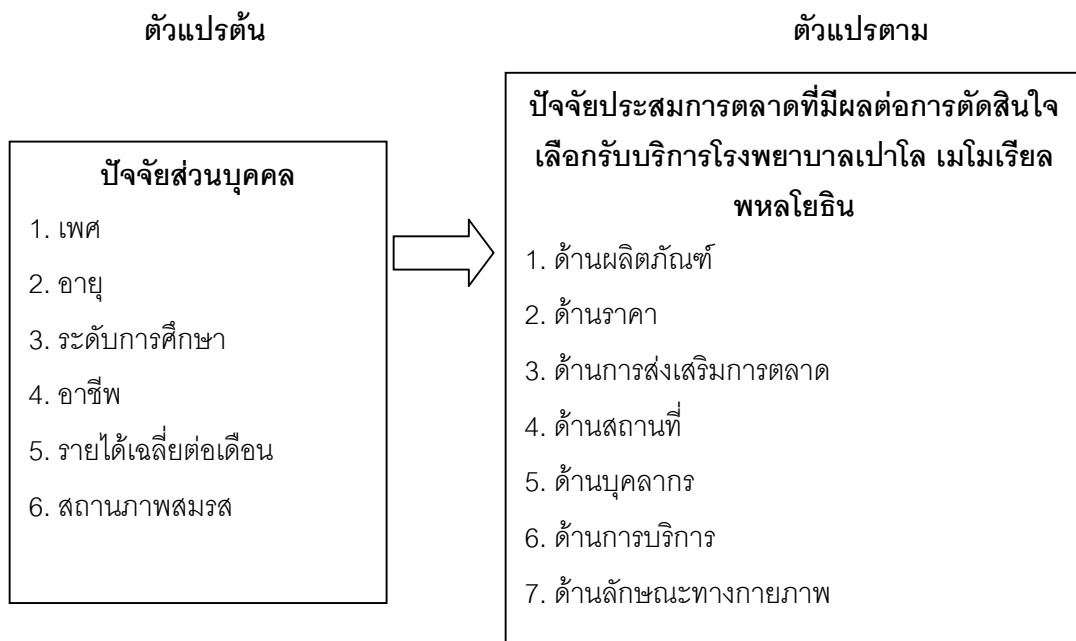 ตัวแปรต้น
ตัวแปรตาม
ปัจจัยส่วนบุคคล
1. เพศ
2. อายุ
3. ระดับการศึกษา
4. อาชีพ
5. รายได้เฉลี่ยต่อเดือน
6. สถานภาพสมรส
ปัจจัยประสมการตลาดที่มีผลต่อการตัดสินใจ
เลือกรับบริการโรงพยาบาลเปาโล เมโมเรียล
พหลโยธิน
1. ด้านผลิตภัณฑ์
2. ด้านราคา
3. ด้านการส่งเสริมการตลาด
4. ด้านสถานที่
5. ด้านบุคลากร
6. ด้านการบริการ
7. ด้านลักษณะทางกายภาพ